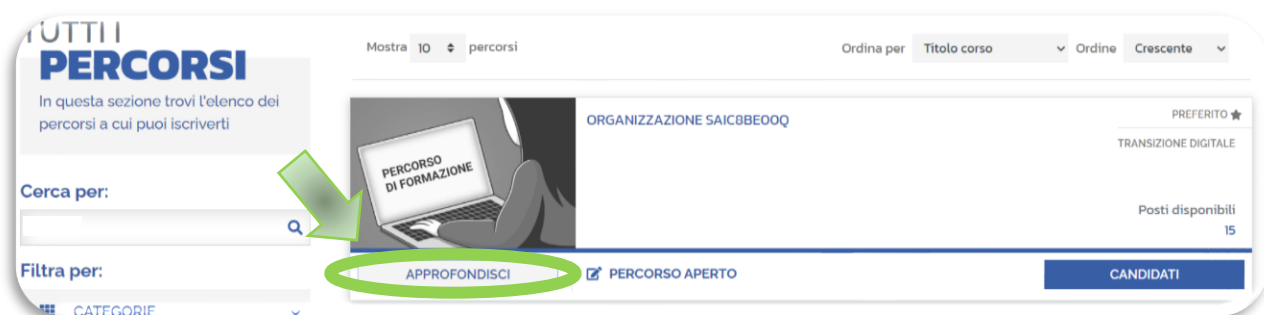 TUTTI I
PERCORSI
In questa sezione trovi l'elenco dei
percorsi a cui puoi iscriverti
Cerca per:
Filtra per:
CATEGORIE
Mostra 10 percorsi
Ordina per Titolo corso Ordine Crescente
PERCORSO
DI FORMAZIONE
ORGANIZZAZIONE SAIC8BE00Q
PREFERITO
TRANSIZIONE DIGITALE
Posti disponibili
15
APPROFONDISCI
PERCORSO APERTO
CANDIDATI